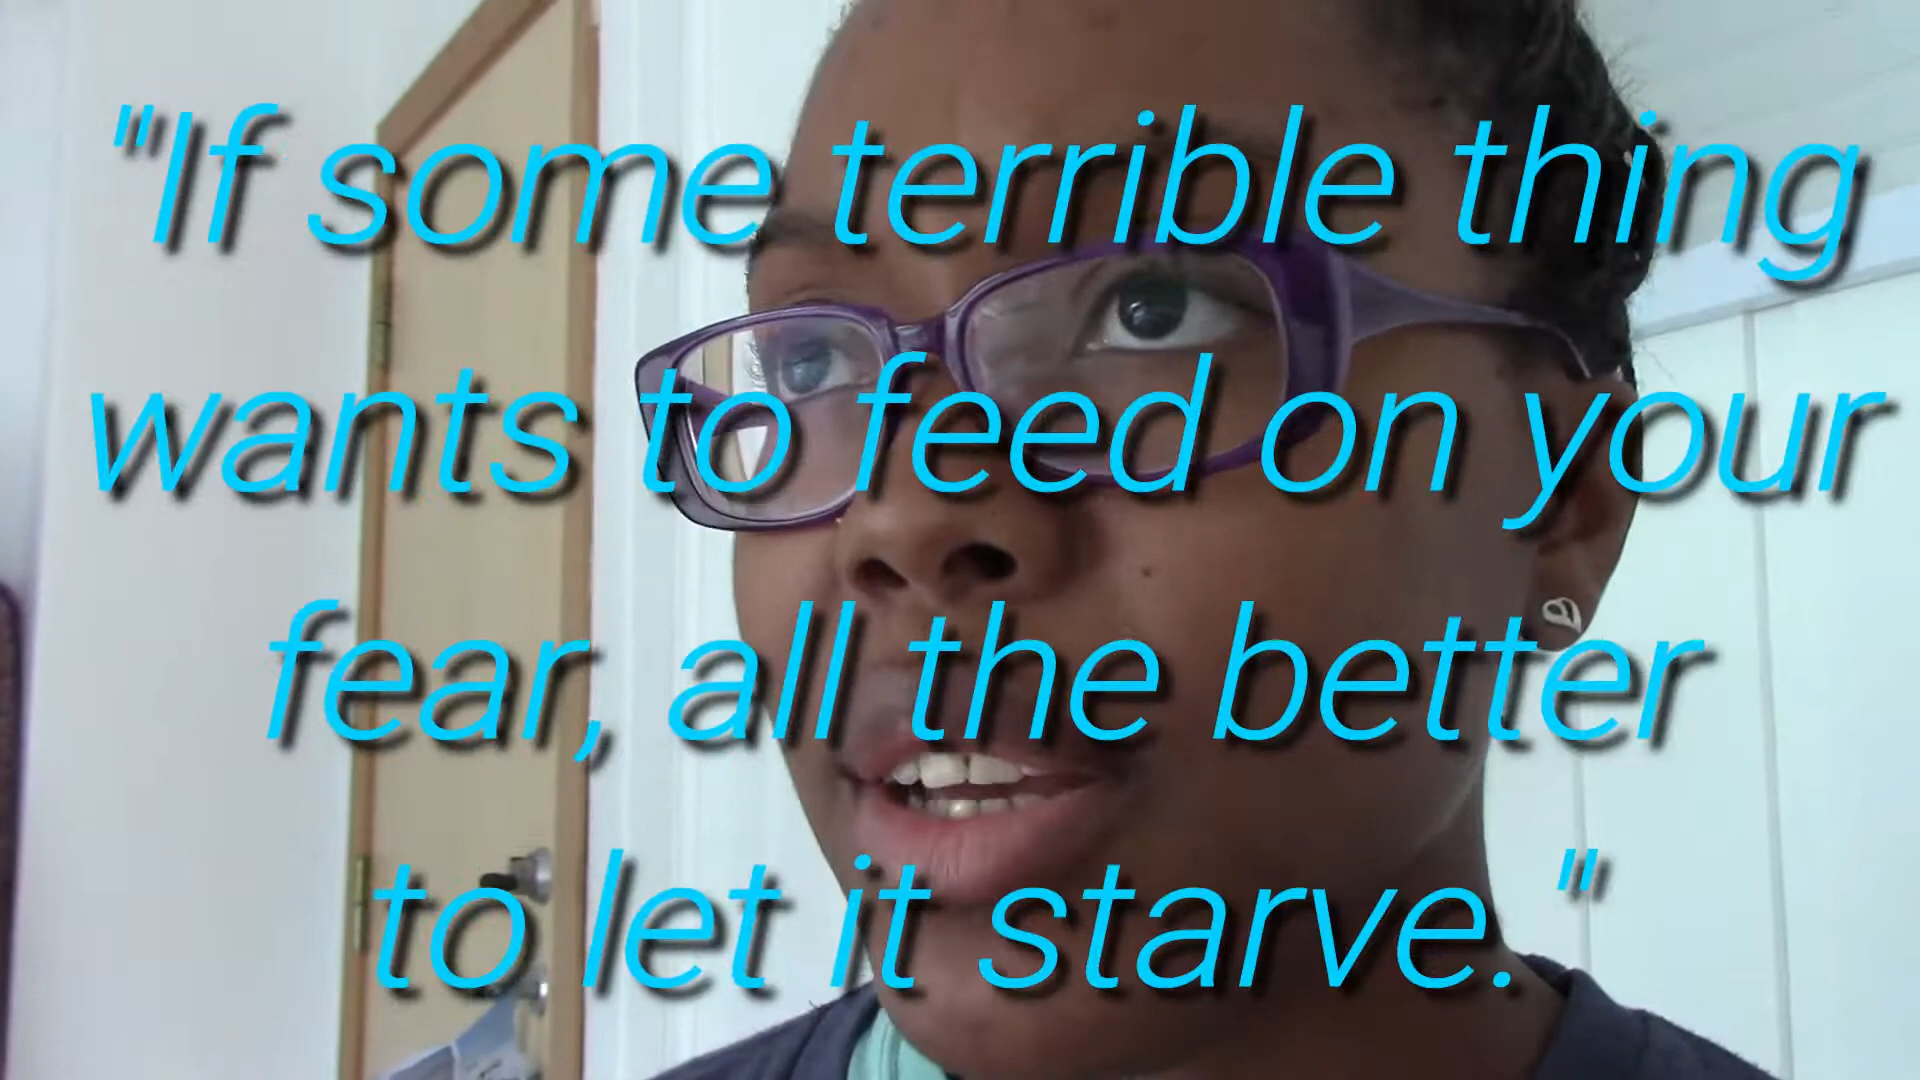 "If some terrible thing
wants to feed on your
fear, all the better
to let it starve."